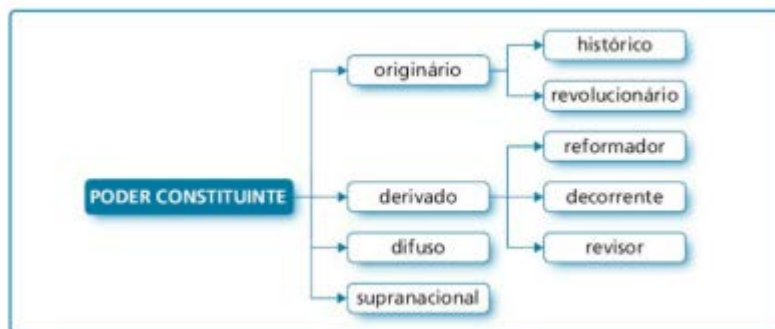 PODER CONSTITUINTE
originário
histórico
revolucionário
derivado
reformador
decorrente
revisor
difuso
supranacional